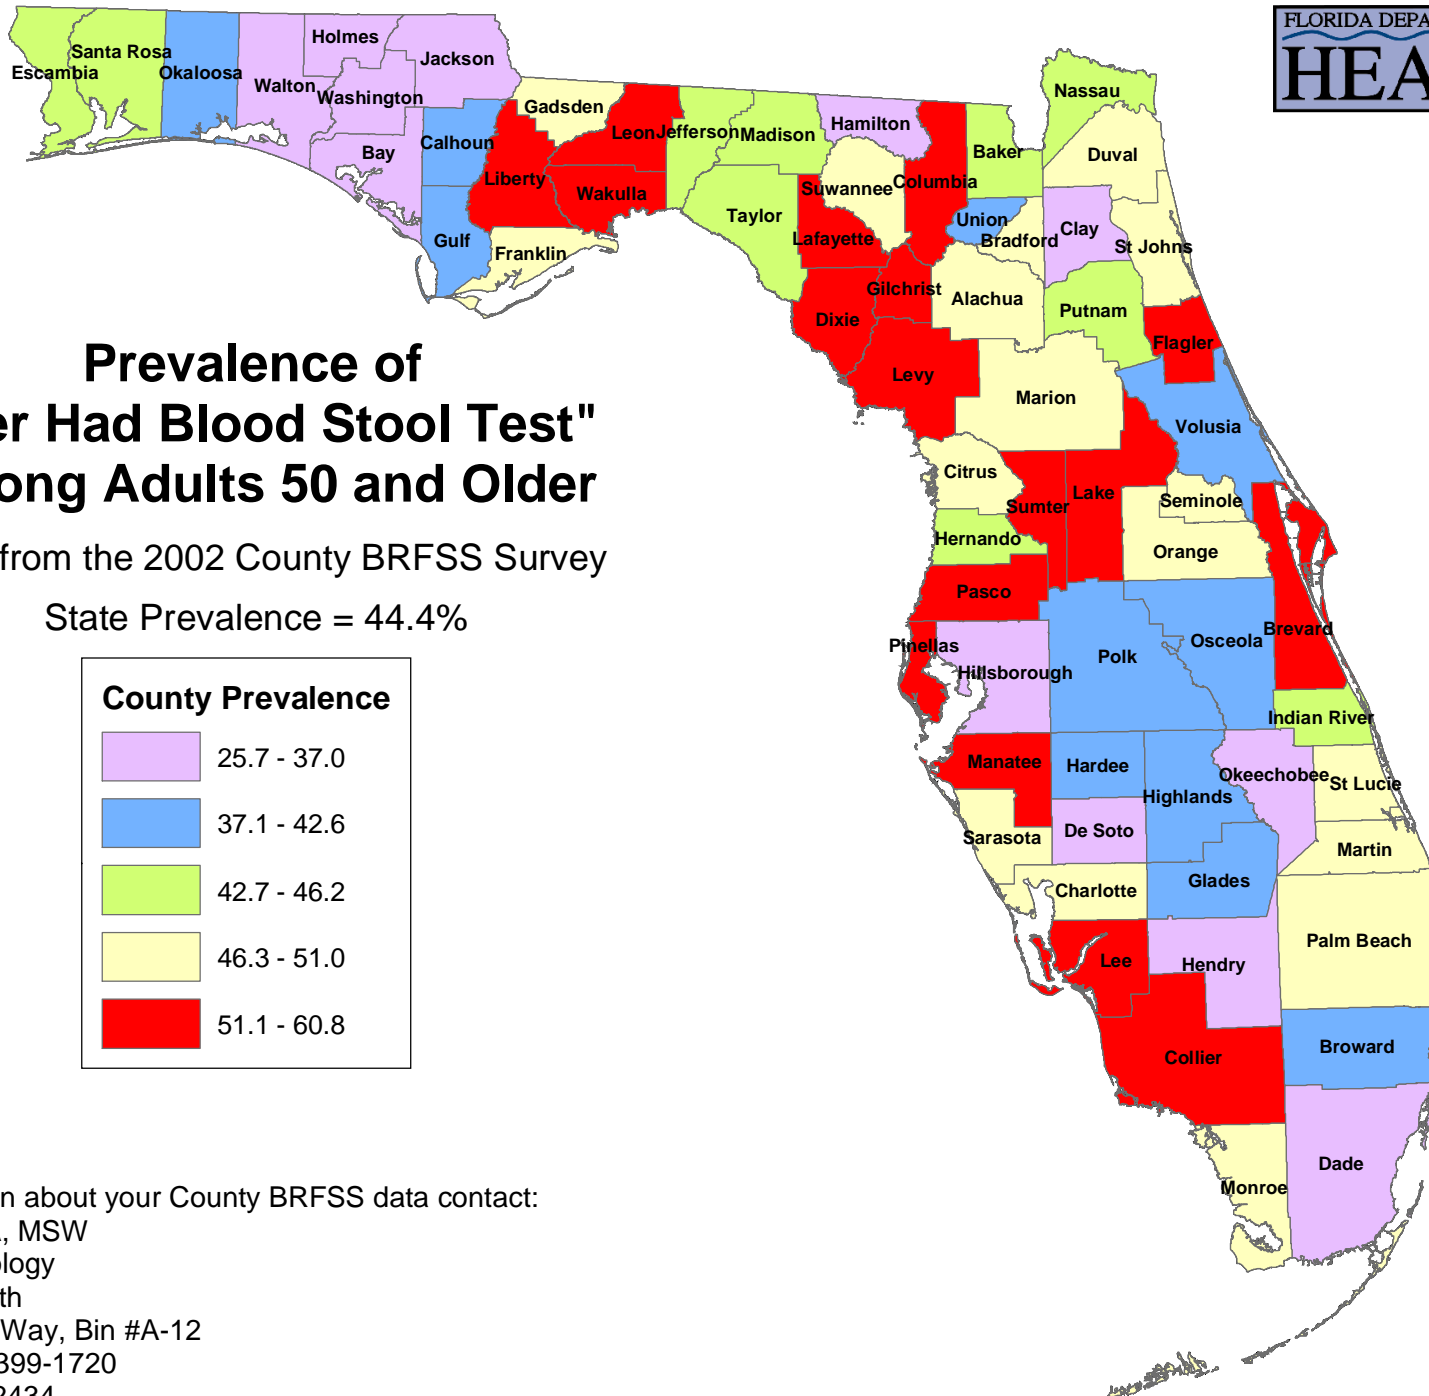 FLORIDA DEPA
HEA
Holmes
Santa Rosa
Jackson
Escambia
Okaloosa
Walton
Washington
Gadsden
Nassau
Leon
Jefferson
Madison
Hamilton
Calhoun
Bay
Baker
Duval
Liberty
Wakulla
Suwannee
Columbia
Taylor
Union
Bradford
Clay
Gulf
Franklin
Lafayette
St Johns
Gilchrist
Alachua
Putnam
Dixie
Flagler
Levy
Marion
Volusia
Citrus
Sumter
Lake
Seminole
Hernando
Orange
Pasco
Pinellas
Hillsborough
Polk
Osceola
Brevard
Indian River
Manatee
Hardee
Highlands
Okeechobee
St Lucie
Sarasota
De Soto
Martin
Charlotte
Glades
Lee
Hendry
Palm Beach
Collier
Broward
Monroe
Dade
Prevalence of
er Had Blood Stool Test"
ong Adults 50 and Older
from the 2002 County BRFSS Survey
State Prevalence = 44.4%
County Prevalence
25.7 - 37.0
37.1 - 42.6
42.7 - 46.2
46.3 - 51.0
51.1 - 60.8
n about your County BRFSS data contact:
, MSW
ology
th
Way, Bin #A-12
399-1720
2434